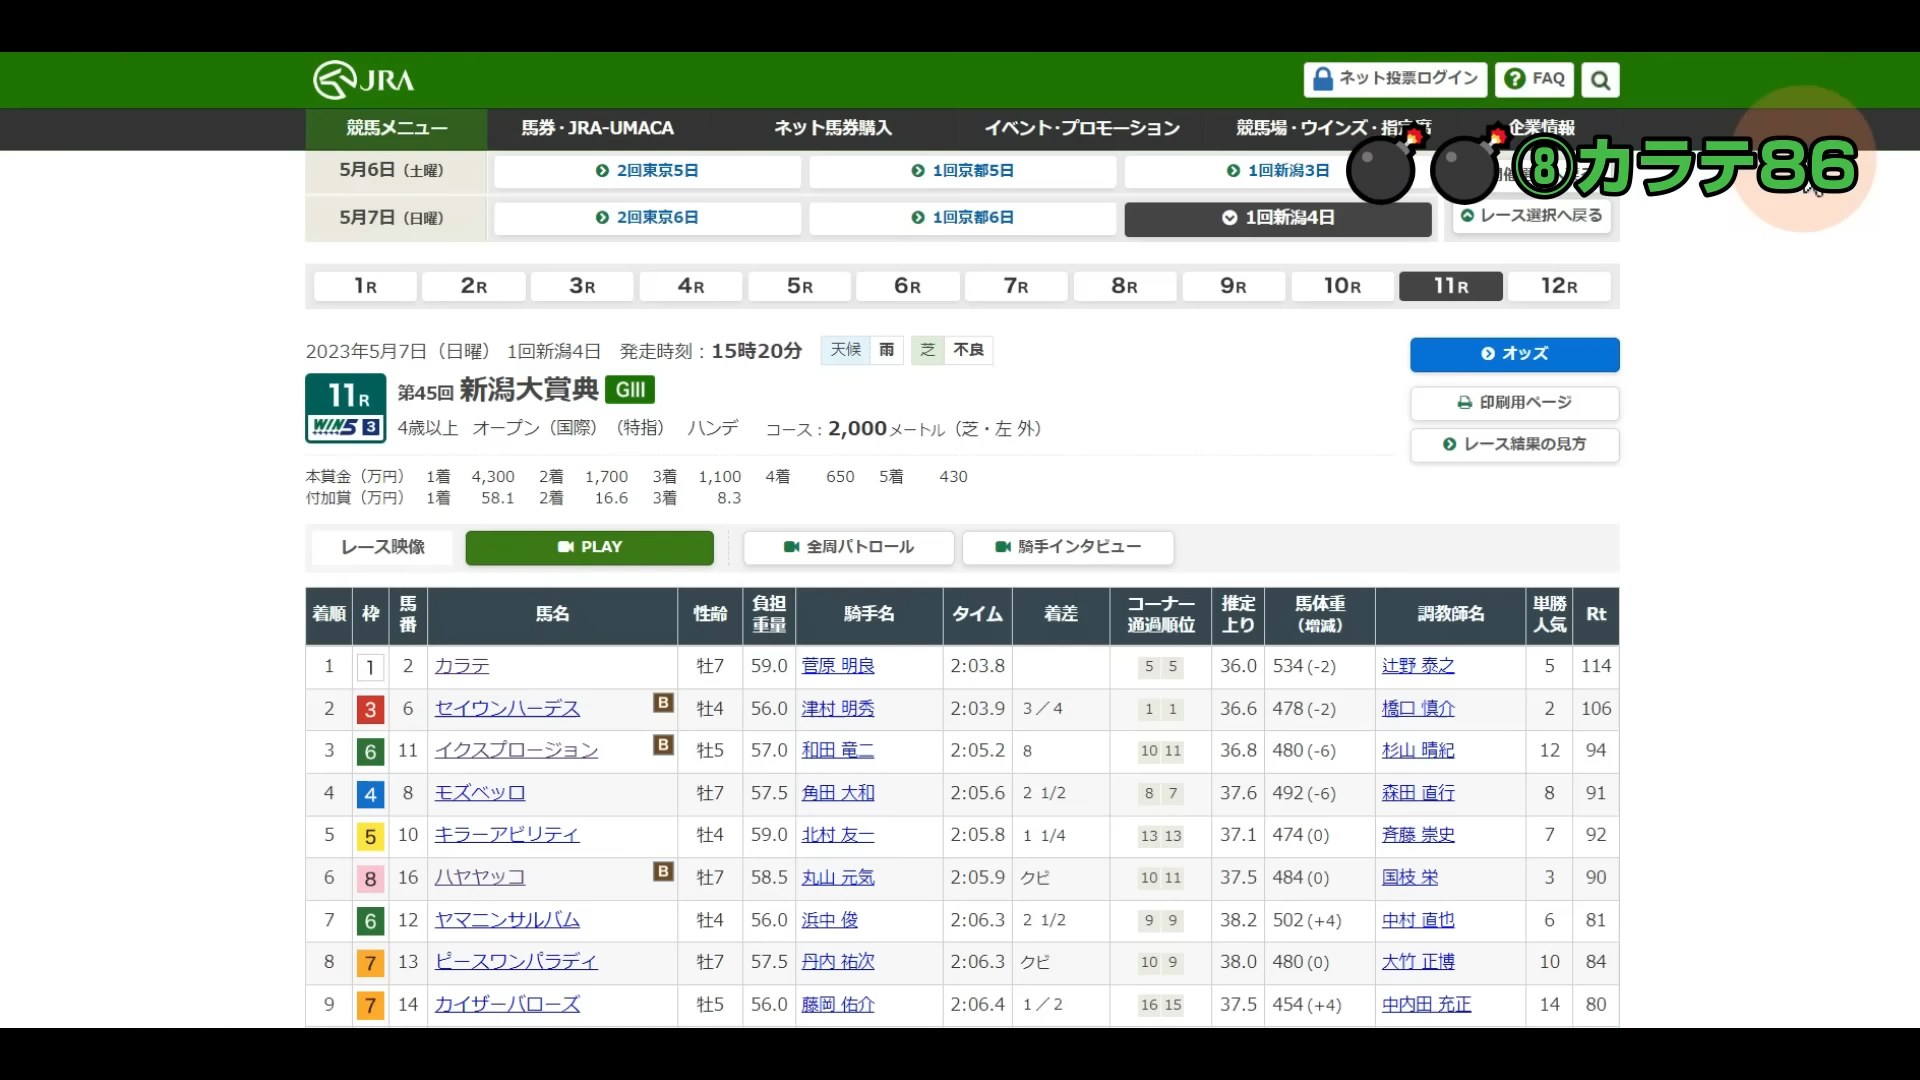 JRA
ネット投票ログイン FAQ
競馬メニュー 馬券・JRA-UMACA ネット馬券購入 イベント・プロモーション 競馬場・ウインズ・指定席 企業情報
⑧カラテ86
5月6日（土曜） 2回東京5日 1回京都5日 1回新潟3日
5月7日（日曜） 2回東京6日 1回京都6日 1回新潟4日 レース選択へ戻る
1R 2R 3R 4R 5R 6R 7R 8R 9R 10R 11R 12R
2023年5月7日（日曜） 1回新潟4日 発走時刻：15時20分 天候 雨 芝 不良
オッズ
11R 第45回 新潟大賞典 GIII
WIN5 3 4歳以上 オープン（国際）（特指） ハンデ コース：2,000メートル（芝・左 外）
印刷用ページ
レース結果の見方
本賞金（万円） 1着 4,300 2着 1,700 3着 1,100 4着 650 5着 430
付加賞（万円） 1着 58.1 2着 16.6 3着 8.3
レース映像 PLAY 全周パトロール 騎手インタビュー
着順 枠 馬番 馬名 性齢 負担重量 騎手名 タイム 着差 コーナー通過順位 推定上り 馬体重（増減） 調教師名 単勝人気 Rt
1 1 2 カラテ 牡7 59.0 菅原 明良 2:03.8 5 5 36.0 534(-2) 辻野 泰之 5 114
2 3 6 セイウンハーデス B 牡4 56.0 津村 明秀 2:03.9 3／4 1 1 36.6 478(-2) 橋口 慎介 2 106
3 6 11 イクスプロージョン B 牡5 57.0 和田 竜二 2:05.2 8 10 11 36.8 480(-6) 杉山 晴紀 12 94
4 4 8 モズベッロ 牡7 57.5 角田 大和 2:05.6 2 1/2 8 7 37.6 492(-6) 森田 直行 8 91
5 5 10 キラーアビリティ 牡4 59.0 北村 友一 2:05.8 1 1/4 13 13 37.1 474(0) 斉藤 崇史 7 92
6 8 16 ハヤヤッコ B 牡7 58.5 丸山 元気 2:05.9 クビ 10 11 37.5 484(0) 国枝 栄 3 90
7 6 12 ヤマニンサルバム 牡4 56.0 浜中 俊 2:06.3 2 1/2 9 9 38.2 502(+4) 中村 直也 6 81
8 7 13 ピースワンパラディ 牡7 57.5 丹内 祐次 2:06.3 クビ 10 9 38.0 480(0) 大竹 正博 10 84
9 7 14 カイザーバローズ 牡5 56.0 藤岡 佑介 2:06.4 1／2 16 15 37.5 454(+4) 中内田 充正 14 80